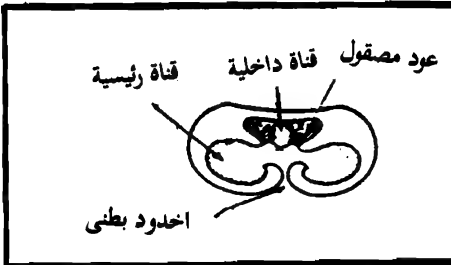 عود مصقول
قناة داخلية
قناة رئيسية
اخدود بطنى